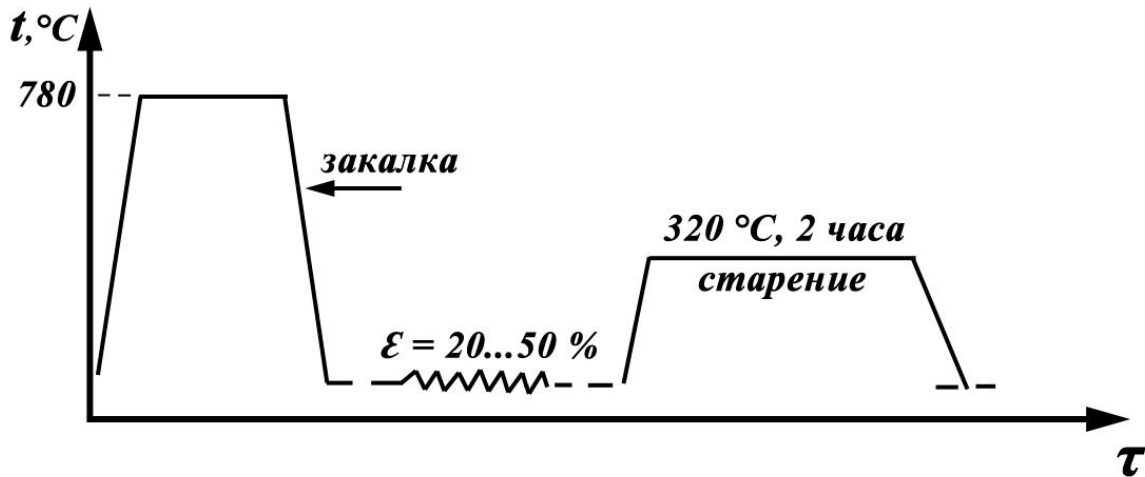 t,°C
780
закалка
320 °C, 2 часа
старение
Ɛ = 20...50 %
τ